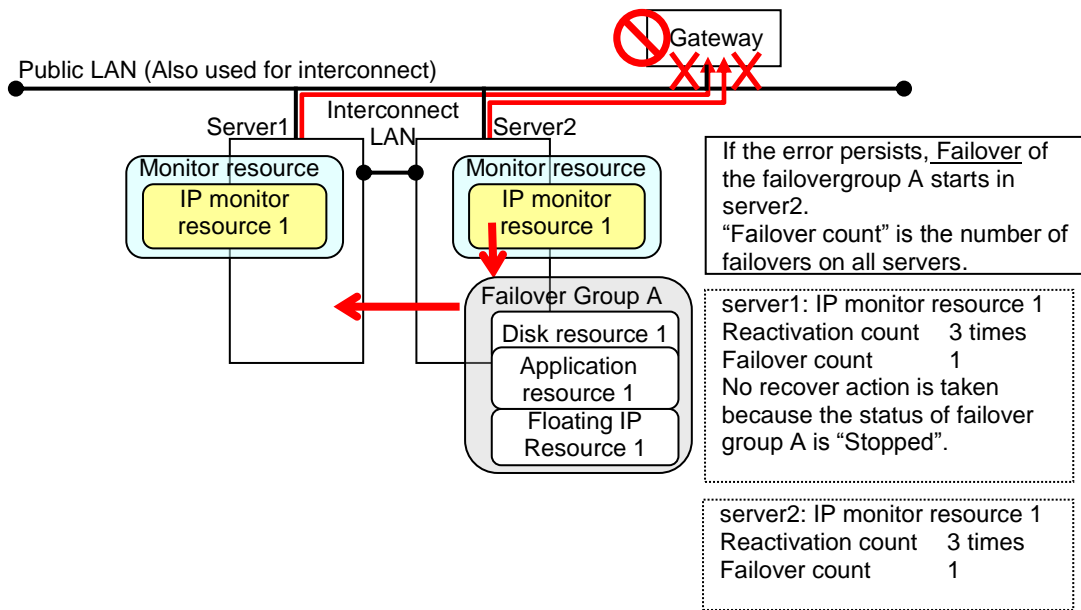 Gateway
Public LAN (Also used for interconnect)
Interconnect
LAN
Server1
Server2
Monitor resource
IP monitor
resource 1
Monitor resource
IP monitor
resource 1
Failover Group A
Disk resource 1
Application
resource 1
Floating IP
Resource 1
If the error persists, Failover of
the failovergroup A starts in
server2.
“Failover count” is the number of
failovers on all servers.
server1: IP monitor resource 1
Reactivation count 3 times
Failover count 1
No recover action is taken
because the status of failover
group A is “Stopped”.
server2: IP monitor resource 1
Reactivation count 3 times
Failover count 1